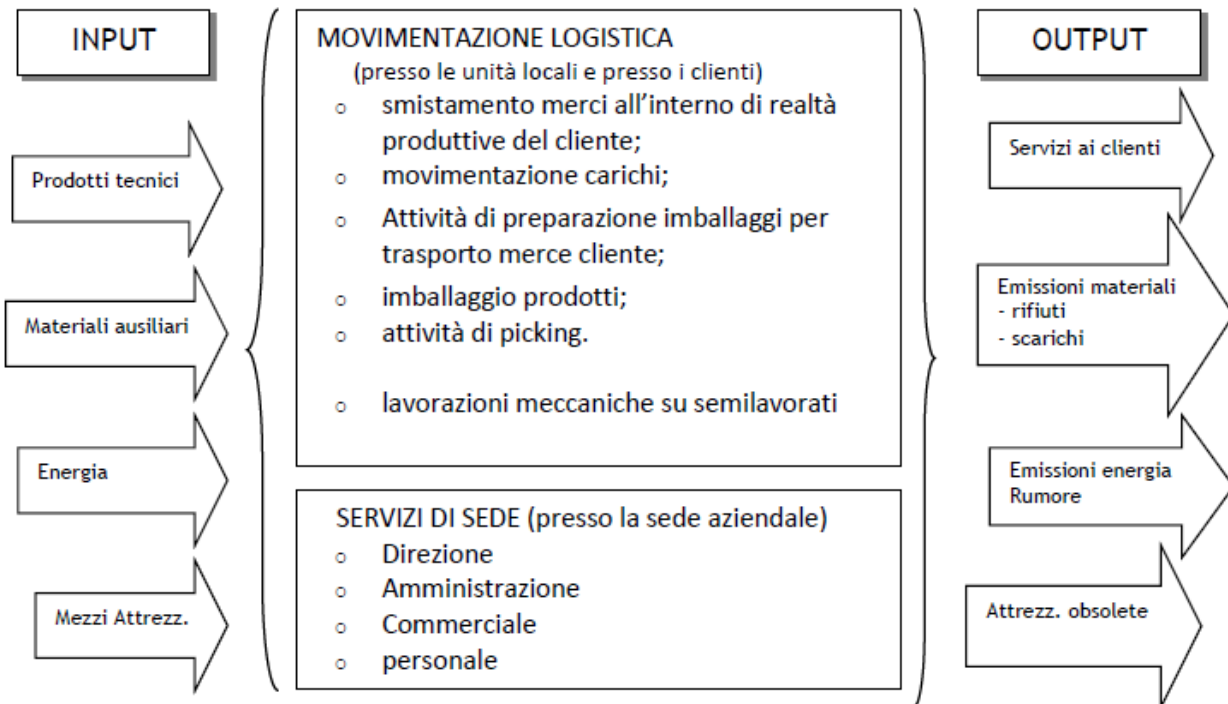 INPUT
Prodotti tecnici
Materiali ausiliari
Energia
Mezzi Attrezz.
MOVIMENTAZIONE LOGISTICA
(presso le unità locali e presso i clienti)
o smistamento merci all’interno di realtà
produttive del cliente;
o movimentazione carichi;
o Attività di preparazione imballaggi per
trasporto merce cliente;
o imballaggio prodotti;
o attività di picking.
o lavorazioni meccaniche su semilavorati
SERVIZI DI SEDE (presso la sede aziendale)
o Direzione
o Amministrazione
o Commerciale
o personale
OUTPUT
Servizi ai clienti
Emissioni materiali
- rifiuti
- scarichi
Emissioni energia
Rumore
Attrezz. obsolete